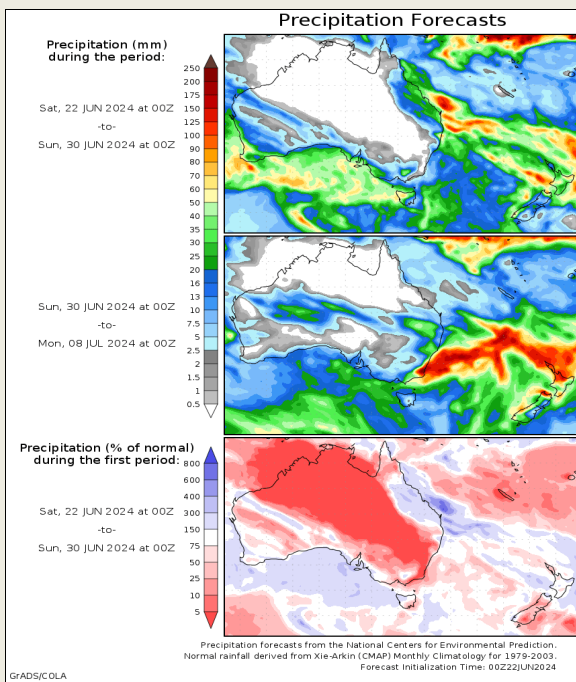 Precipitation Forecasts
Precipitation (mm)
during the period:
Sat, 22 JUN 2024 at 00Z
-to-
Sun, 30 JUN 2024 at 00Z
250
200
175
150
125
100
90
80
70
60
50
40
35
30
25
20
16
13
10
7.5
5
2.5
2
1.5
1
0.5
Sun, 30 JUN 2024 at 00Z
-to-
Mon, 08 JUL 2024 at 00Z
Precipitation (% of normal)
during the first period:
Sat, 22 JUN 2024 at 00Z
-to-
Sun, 30 JUN 2024 at 00Z
800
600
400
300
150
75
50
25
10
5
Precipitation forecasts from the National Centers for Environmental Prediction.
Normal rainfall derived from Xie-Arkin (CMAP) Monthly Climatology for 1979-2003.
Forecast Initialization Time: 00Z22JUN2024
GrADS/COLA